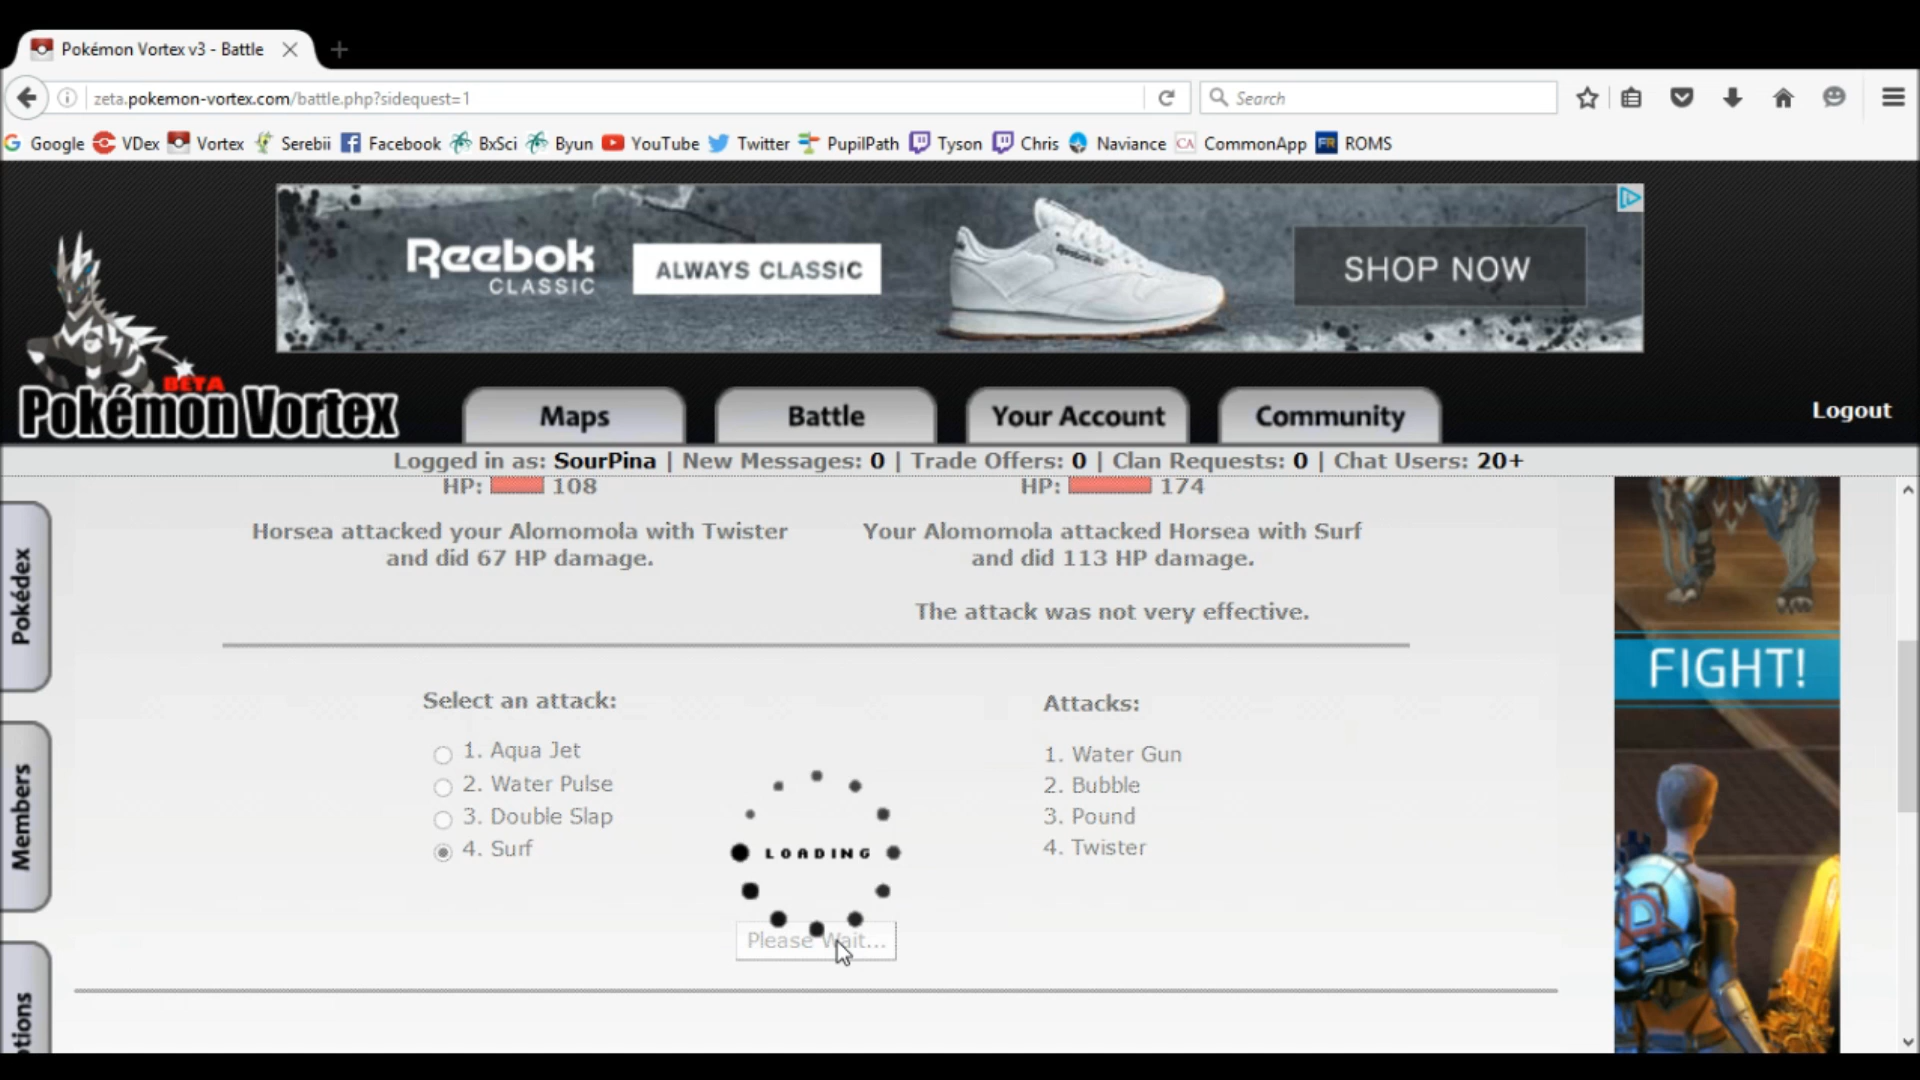 Pokémon Vortex v3 - Battle
zeta.pokemon-vortex.com/battle.php?sidequest=1
Search
Google VDex Vortex Serebii Facebook BxSci Byun YouTube Twitter PupilPath Tyson Chris Naviance CA CommonApp FR ROMS
Reebok
CLASSIC
ALWAYS CLASSIC
SHOP NOW
BETA
Pokémon Vortex
Maps
Battle
Your Account
Community
Logout
Logged in as: SourPina | New Messages: 0 | Trade Offers: 0 | Clan Requests: 0 | Chat Users: 20+
HP: 108
HP: 174
Horsea attacked your Alomomola with Twister
and did 67 HP damage.
Your Alomomola attacked Horsea with Surf
and did 113 HP damage.
The attack was not very effective.
Pokédex
Members
tions
Select an attack:
1. Aqua Jet
2. Water Pulse
3. Double Slap
4. Surf
Attacks:
1. Water Gun
2. Bubble
3. Pound
4. Twister
LOADING
Please Wait...
FIGHT!